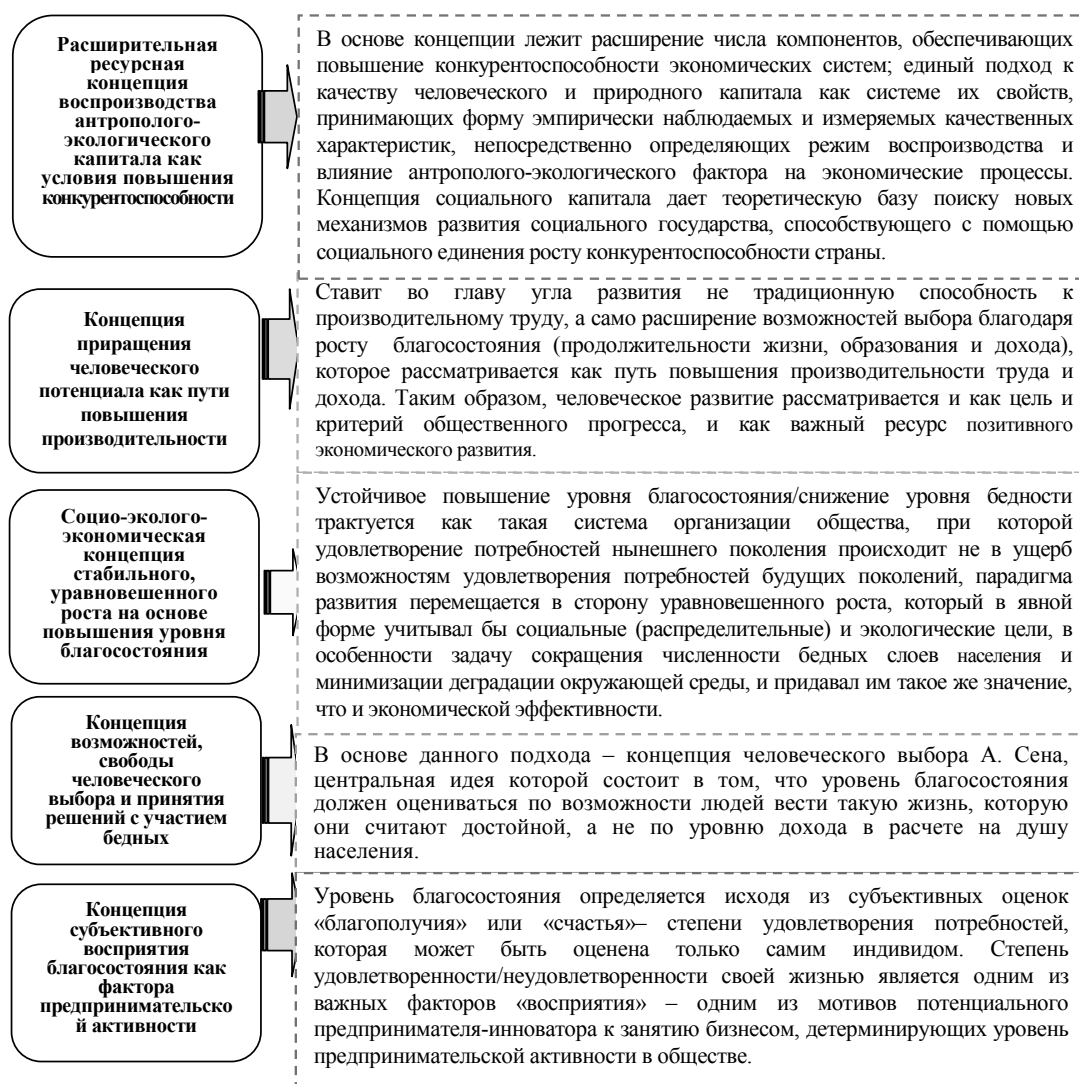 Расширительная
ресурсная
концепция
воспроизводства
антрополого-
экологического
капитала как
условия повышения
конкурентоспособности
В основе концепции лежит расширение числа компонентов, обеспечивающих
повышение конкурентоспособности экономических систем; единый подход к
качеству человеческого и природного капитала как системе их свойств,
принимающих форму эмпирически наблюдаемых и измеряемых качественных
характеристик, непосредственно определяющих режим воспроизводства и
влияние антрополого-экологического фактора на экономические процессы.
Концепция социального капитала дает теоретическую базу поиску новых
механизмов развития социального государства, способствующего с помощью
социального единения росту конкурентоспособности страны.
Концепция
приращения
человеческого
потенциала как пути
повышения
производительности
Ставит во главу угла развития не традиционную способность к
производительному труду, а само расширение возможностей выбора благодаря
росту благосостояния (продолжительности жизни, образования и дохода),
которое рассматривается как путь повышения производительности труда и
дохода. Таким образом, человеческое развитие рассматривается и как цель и
критерий общественного прогресса, и как важный ресурс позитивного
экономического развития.
Социо-эколого-
экономическая
концепция
стабильного,
уравновешенного
роста на основе
повышения уровня
благосостояния
Устойчивое повышение уровня благосостояния/снижение уровня бедности
трактуется как такая система организации общества, при которой
удовлетворение потребностей нынешнего поколения происходит не в ущерб
возможностям удовлетворения потребностей будущих поколений, парадигма
развития перемещается в сторону уравновешенного роста, который в явной
форме учитывал бы социальные (распределительные) и экологические цели, в
особенности задачу сокращения численности бедных слоев населения и
минимизации деградации окружающей среды, и придавал им такое же значение,
что и экономической эффективности.
Концепция
возможностей,
свободы
человеческого
выбора и принятия
решений с участием
бедных
В основе данного подхода – концепция человеческого выбора А. Сена,
центральная идея которой состоит в том, что уровень благосостояния
должен оцениваться по возможности людей вести такую жизнь, которую
они считают достойной, а не по уровню дохода в расчете на душу
населения.
Концепция
субъективного
восприятия
благосостояния как
фактора
предпринимательско
й активности
Уровень благосостояния определяется исходя из субъективных оценок
«благополучия» или «счастья»– степени удовлетворения потребностей,
которая может быть оценена только самим индивидом. Степень
удовлетворенности/неудовлетворенности своей жизнью является одним из
важных факторов «восприятия» – одним из мотивов потенциального
предпринимателя-инноватора к занятию бизнесом, детерминирующих уровень
предпринимательской активности в обществе.